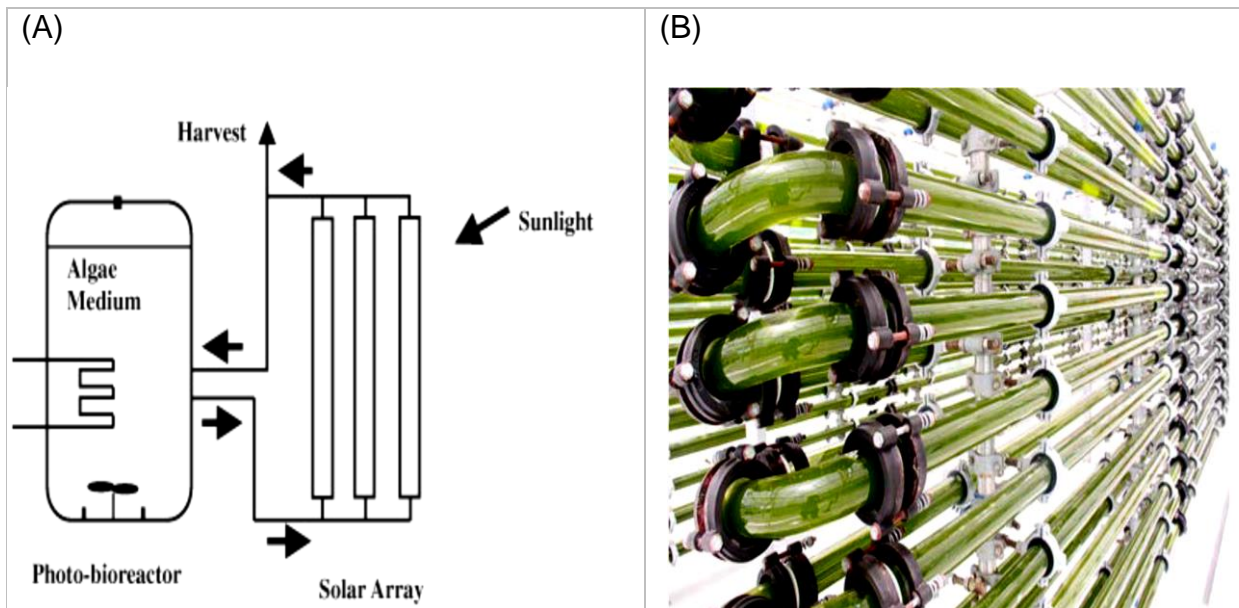 (A)
(B)
Harvest
Sunlight
Algae
Medium
Photo-bioreactor
Solar Array